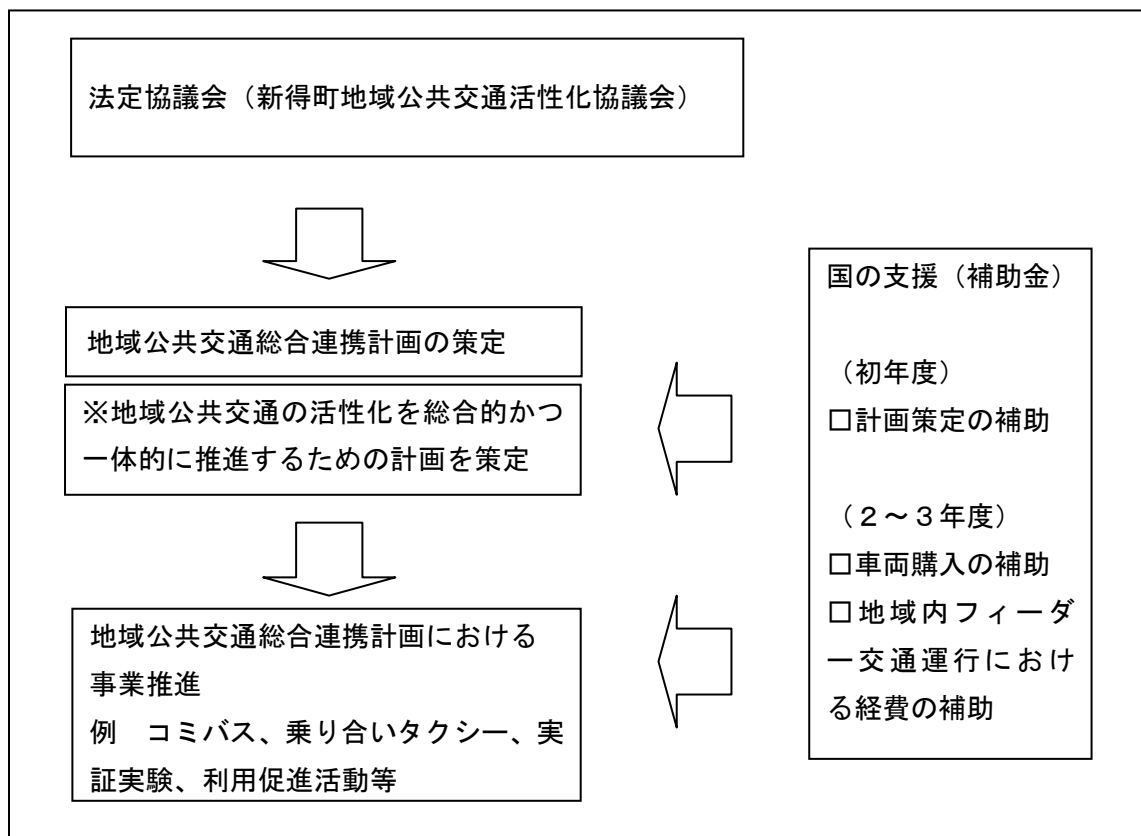 法定協議会（新得町地域公共交通活性化協議会）
地域公共交通総合連携計画の策定
※地域公共交通の活性化を総合的かつ
一体的に推進するための計画を策定
地域公共交通総合連携計画における
事業推進
例　コミバス、乗り合いタクシー、実
証実験、利用促進活動等
国の支援（補助金）
（初年度）
□計画策定の補助
（２～３年度）
□車両購入の補助
□地域内フィーダ
ー交通運行におけ
る経費の補助